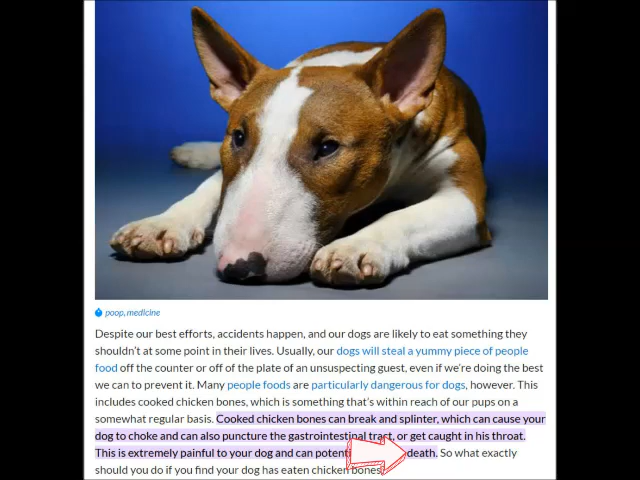 poop, medicine
Despite our best efforts, accidents happen, and our dogs are likely to eat something they
shouldn't at some point in their lives. Usually, our dogs will steal a yummy piece of people
food off the counter or off of the plate of an unsuspecting guest, even if we're doing the best
we can to prevent it. Many people foods are particularly dangerous for dogs, however. This
includes cooked chicken bones, which is something that's within reach of our pups on a
somewhat regular basis. Cooked chicken bones can break and splinter, which can cause your
dog to choke and can also puncture the gastrointestinal tract, or get caught in his throat.
This is extremely painful to your dog and can death. So what exactly
should you do if you find your dog has eaten chicken bones